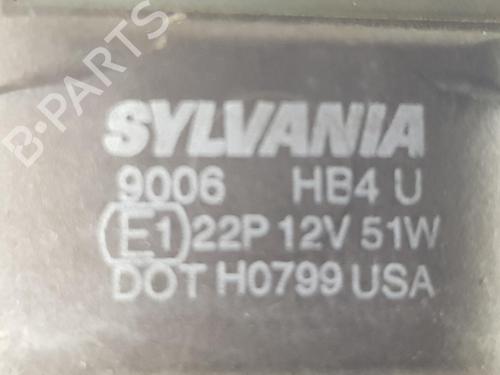 B-PARTS
SYLVANIA
9006 HB4 U
E1 22P 12V 51W
DOT H0799 USA